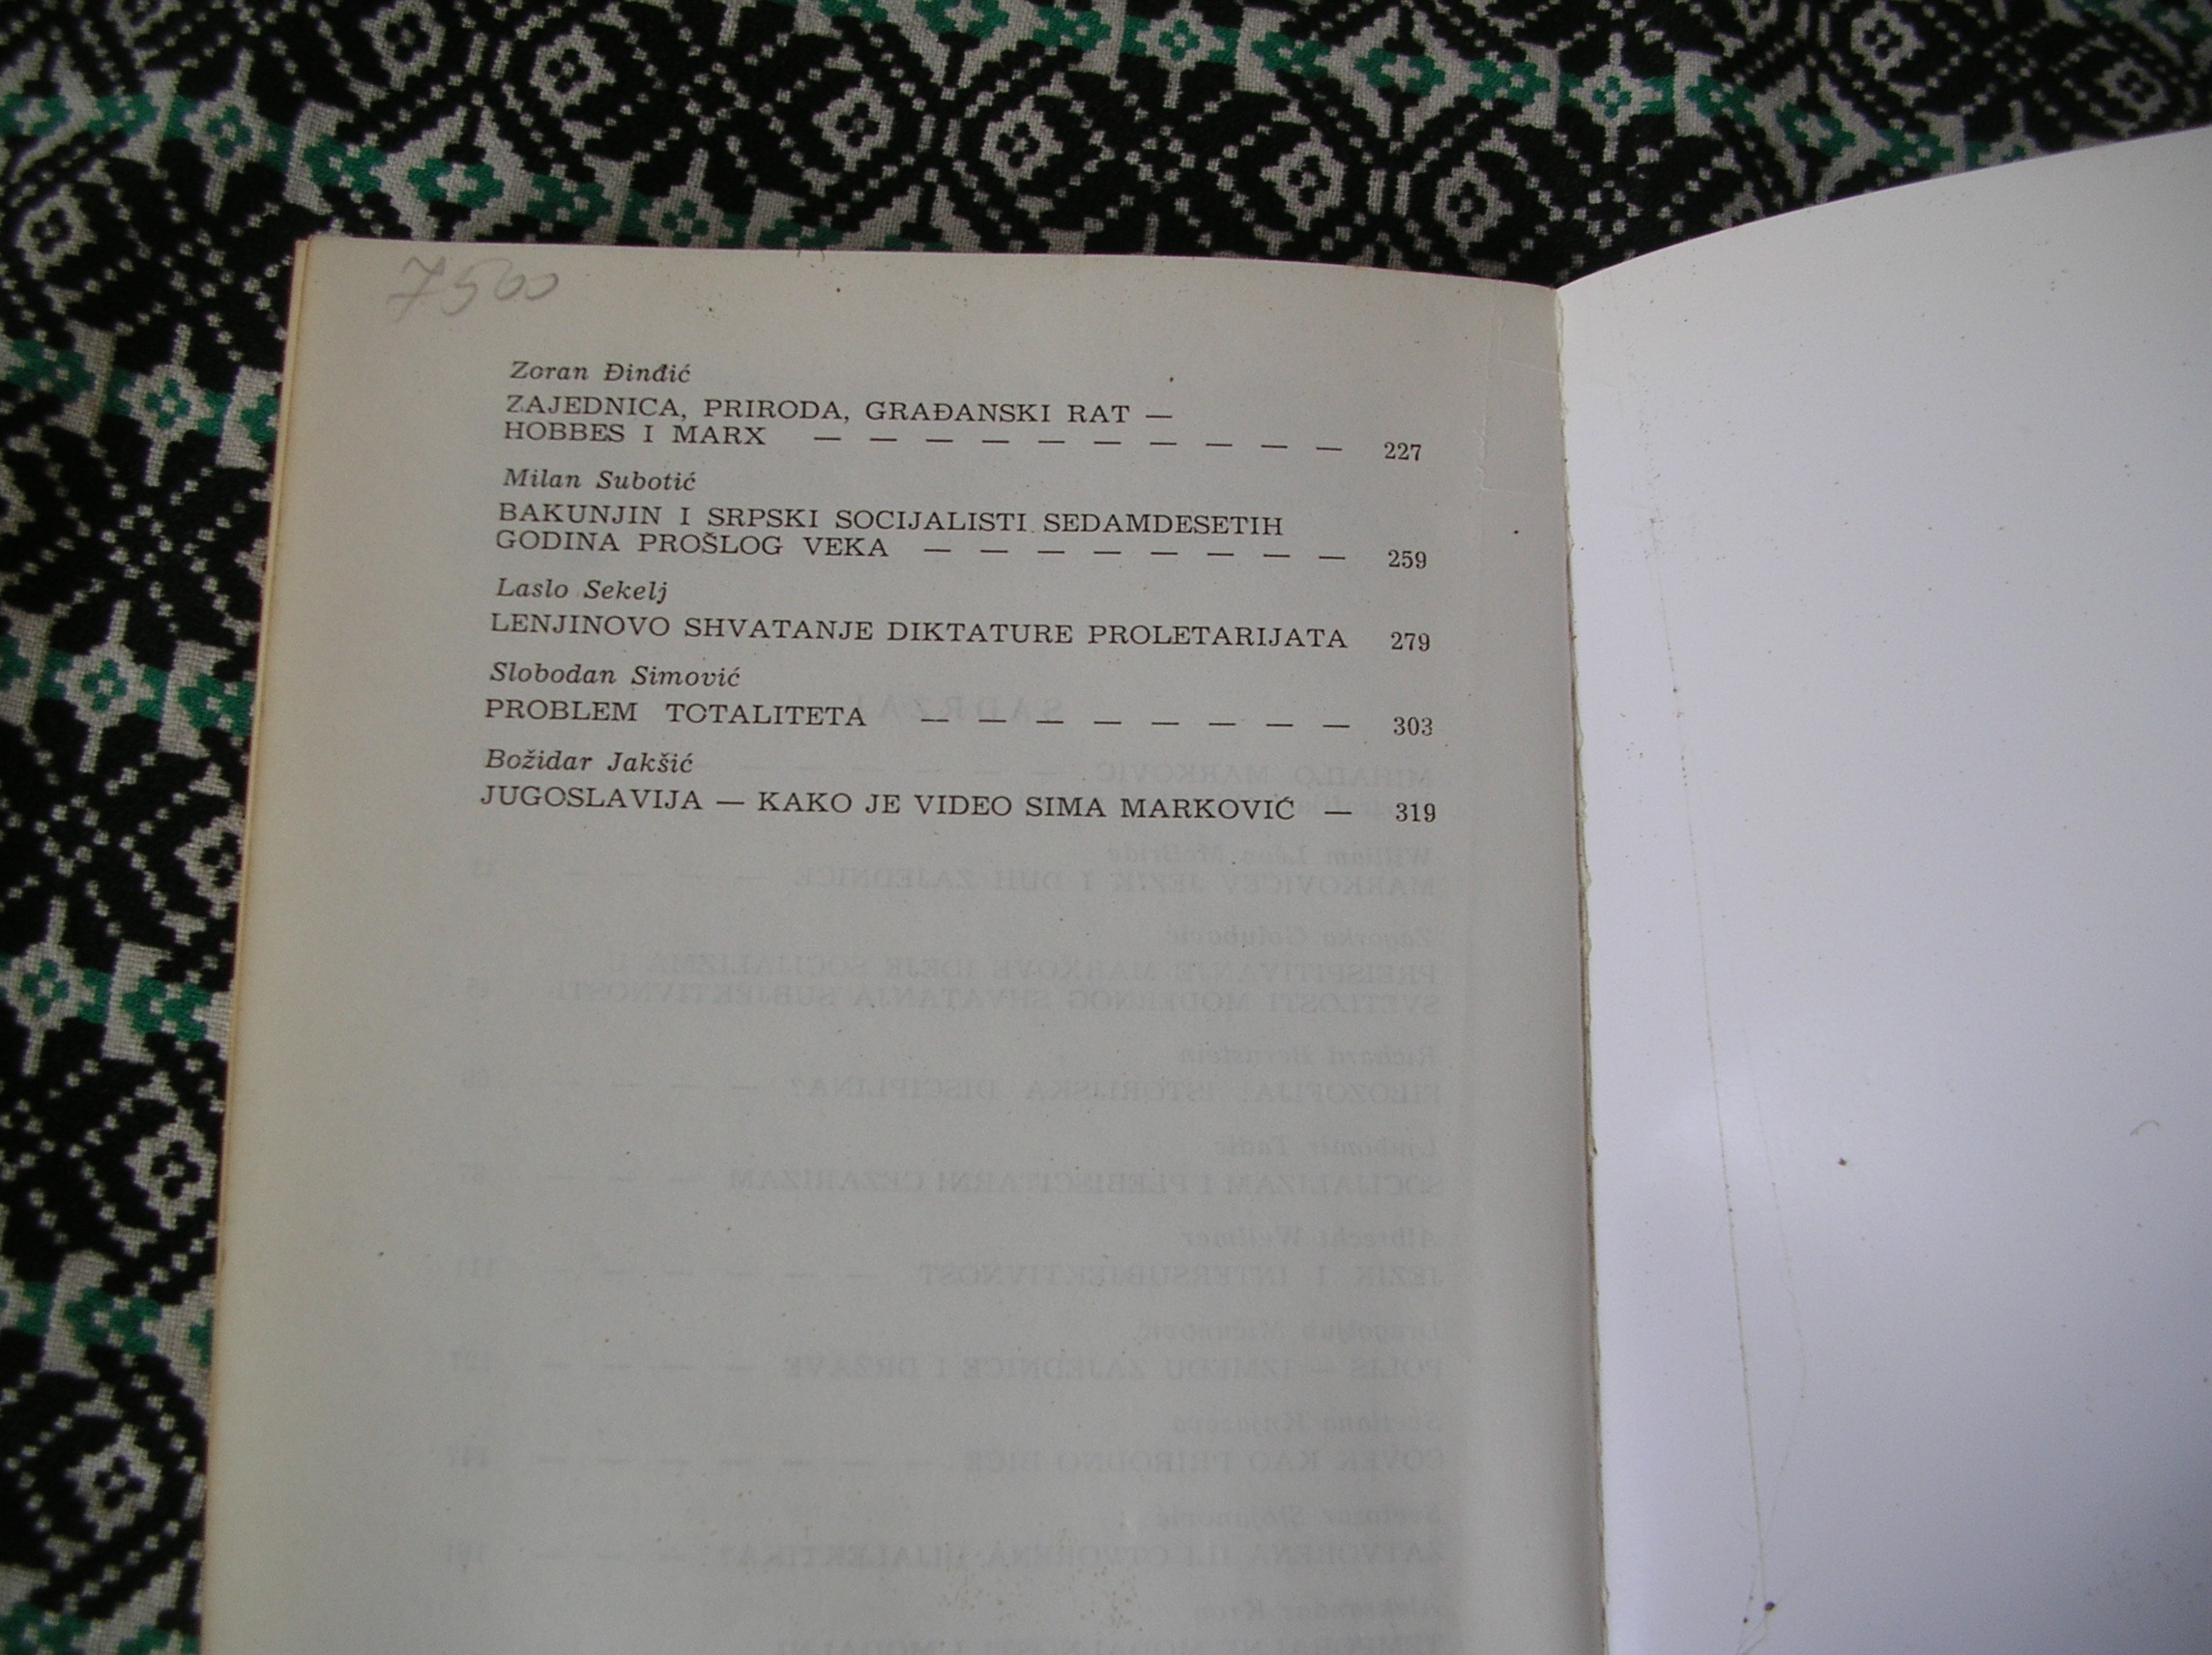 7500
Zoran Đinđić
ZAJEDNICA, PRIRODA, GRAĐANSKI RAT —
HOBBES I MARX — — — — — — — — — — 227
Milan Subotić
BAKUNJIN I SRPSKI SOCIJALISTI SEDAMDESETIH
GODINA PROŠLOG VEKA — — — — — — — — 259
Laslo Sekelj
LENJINOVO SHVATANJE DIKTATURE PROLETARIJATA 279
Slobodan Simović
PROBLEM TOTALITETA — — — — — — — — 303
Božidar Jakšić
JUGOSLAVIJA — KAKO JE VIDEO SIMA MARKOVIĆ — 319